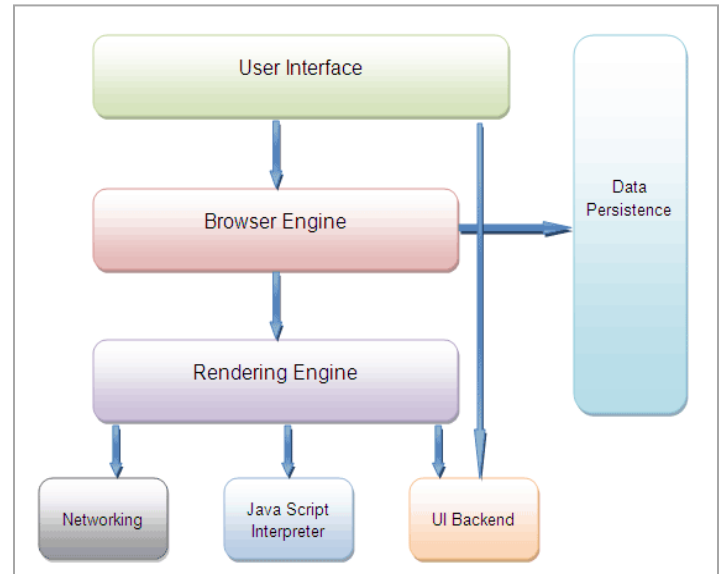 User Interface
Data
Persistence
Browser Engine
Rendering Engine
Networking
Java Script
Interpreter
UI Backend